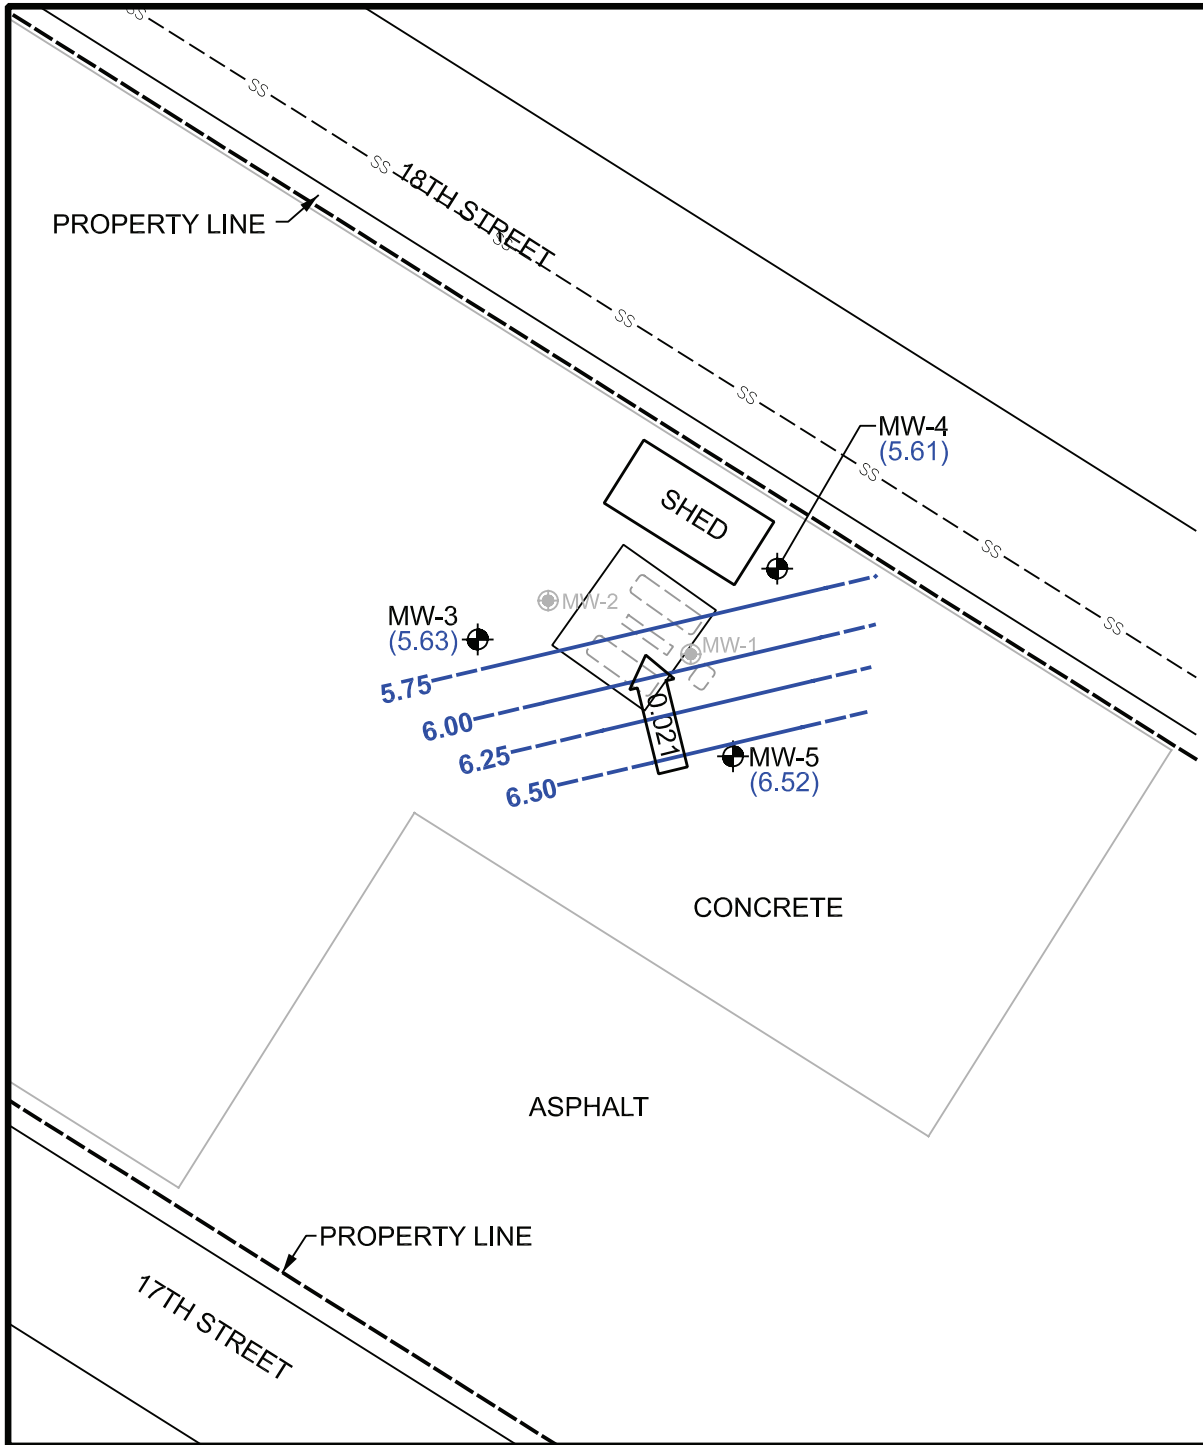 SS
SS
SS
18TH STREET
SS
PROPERTY LINE
SS
SS
MW-4
(5.61)
SS
SHED
SS
MW-2
MW-3
(5.63)
SS
MW-1
5.75
6.00
0.021
6.25
6.50
MW-5
(6.52)
CONCRETE
ASPHALT
PROPERTY LINE
17TH STREET